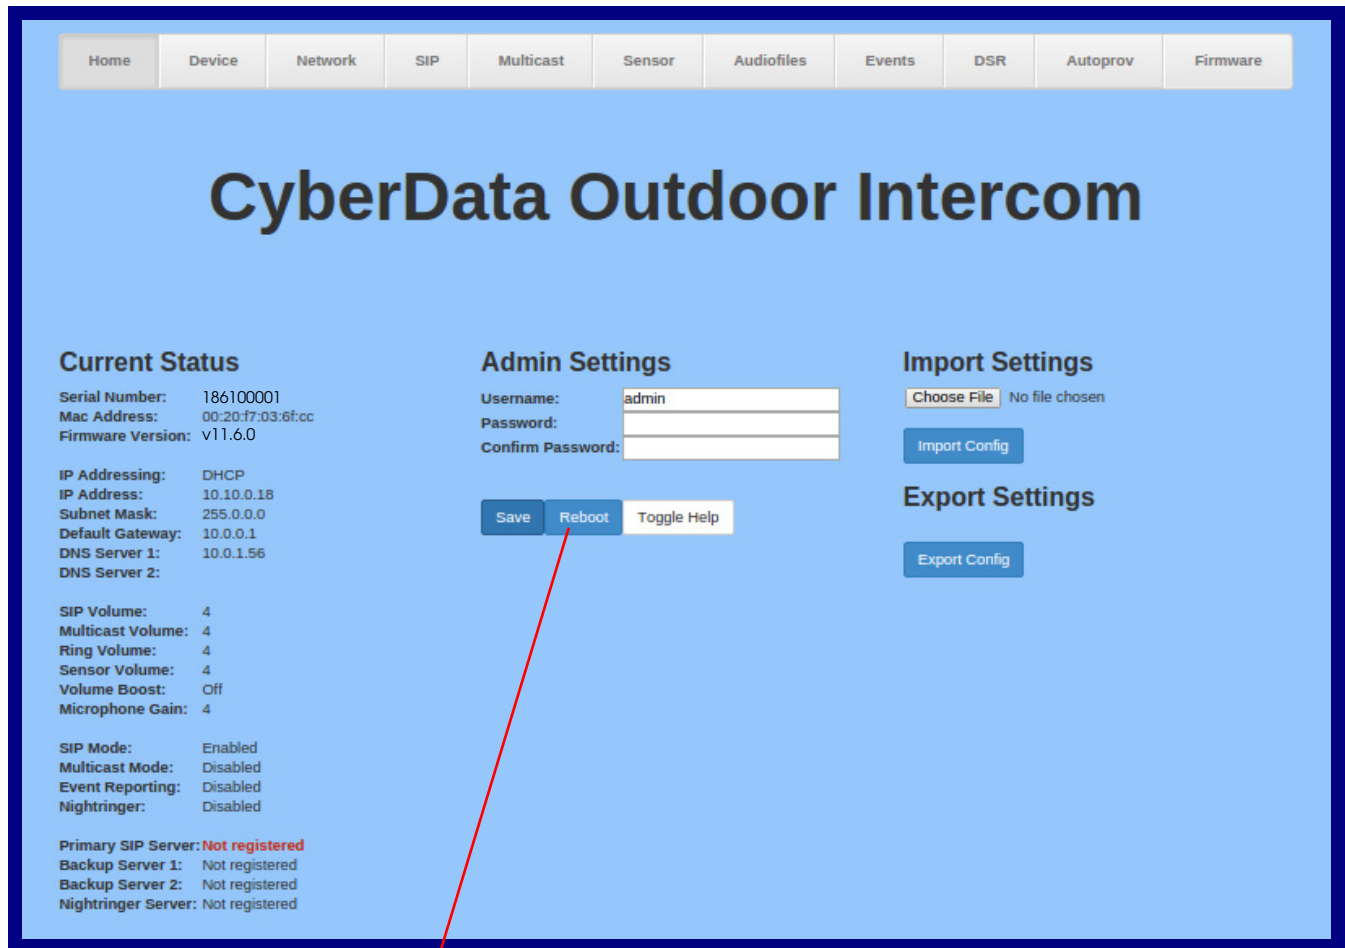 Home Device Network SIP Multicast Sensor Audiofiles Events DSR Autoprov Firmware
CyberData Outdoor Intercom
Current Status
Serial Number: 186100001
Mac Address: 00:20:f7:03:6f:cc
Firmware Version: v11.6.0
IP Addressing: DHCP
IP Address: 10.10.0.18
Subnet Mask: 255.0.0.0
Default Gateway: 10.0.0.1
DNS Server 1: 10.0.1.56
DNS Server 2:
SIP Volume: 4
Multicast Volume: 4
Ring Volume: 4
Sensor Volume: 4
Volume Boost: Off
Microphone Gain: 4
SIP Mode: Enabled
Multicast Mode: Disabled
Event Reporting: Disabled
Nightringer: Disabled
Primary SIP Server: Not registered
Backup Server 1: Not registered
Backup Server 2: Not registered
Nightringer Server: Not registered
Admin Settings
Username: admin
Password:
Confirm Password:
Save Reboot Toggle Help
Import Settings
Choose File No file chosen
Import Config
Export Settings
Export Config